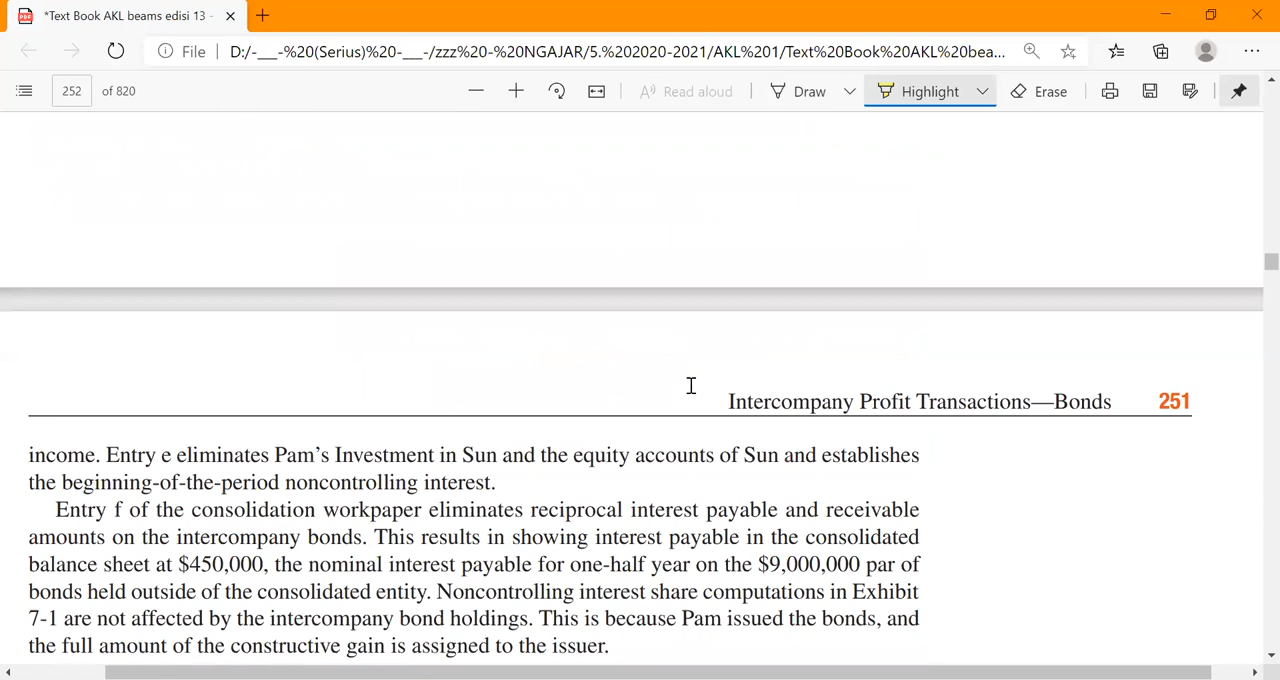 *Text Book AKL beams edisi 13 -
File
D:/-___-%20(Serius)%20-___-/zzz%20-%20NGAJAR/5.%202020-2021/AKL%201/Text%20Book%20AKL%20bea...
252 of 820
Read aloud
Draw
Highlight
Erase
Intercompany Profit Transactions—Bonds 251
income. Entry e eliminates Pam's Investment in Sun and the equity accounts of Sun and establishes
the beginning-of-the-period noncontrolling interest.
Entry f of the consolidation workpaper eliminates reciprocal interest payable and receivable
amounts on the intercompany bonds. This results in showing interest payable in the consolidated
balance sheet at $450,000, the nominal interest payable for one-half year on the $9,000,000 par of
bonds held outside of the consolidated entity. Noncontrolling interest share computations in Exhibit
7-1 are not affected by the intercompany bond holdings. This is because Pam issued the bonds, and
the full amount of the constructive gain is assigned to the issuer.